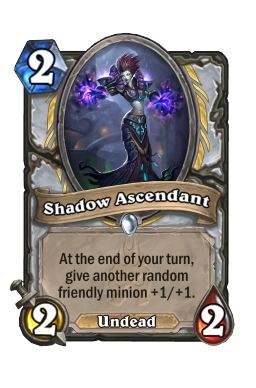 2
Shadow Ascendant
At the end of your turn,
give another random
friendly minion +1/+1.
2 Undead 2